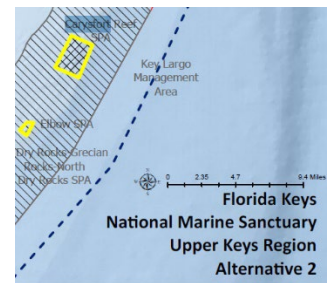 Carysfort Reef
SPA
Key Largo
Management
Area
Elbow SPA
Dry Rocks-Grecian
Rocks-North
Dry Rocks SPA
0 2.35 4.7 9.4 Miles
Florida Keys
National Marine Sanctuary
Upper Keys Region
Alternative 2